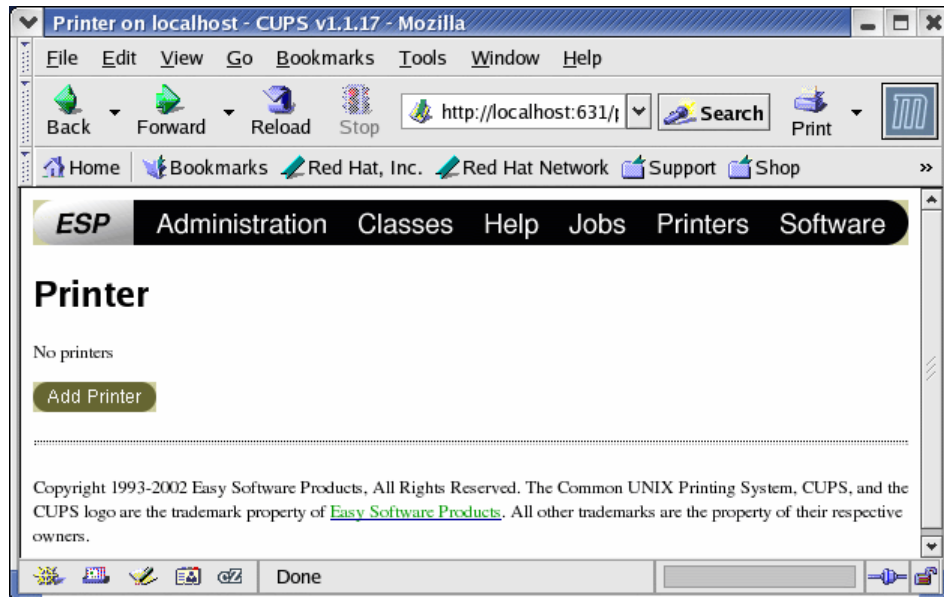 Printer on localhost - CUPS v1.1.17 - Mozilla
File Edit View Go Bookmarks Tools Window Help
Back Forward Reload Stop http://localhost:631/p Search Print
Home Bookmarks Red Hat, Inc. Red Hat Network Support Shop »
ESP Administration Classes Help Jobs Printers Software
Printer
No printers
Add Printer
Copyright 1993-2002 Easy Software Products, All Rights Reserved. The Common UNIX Printing System, CUPS, and the
CUPS logo are the trademark property of Easy Software Products. All other trademarks are the property of their respective
owners.
Done